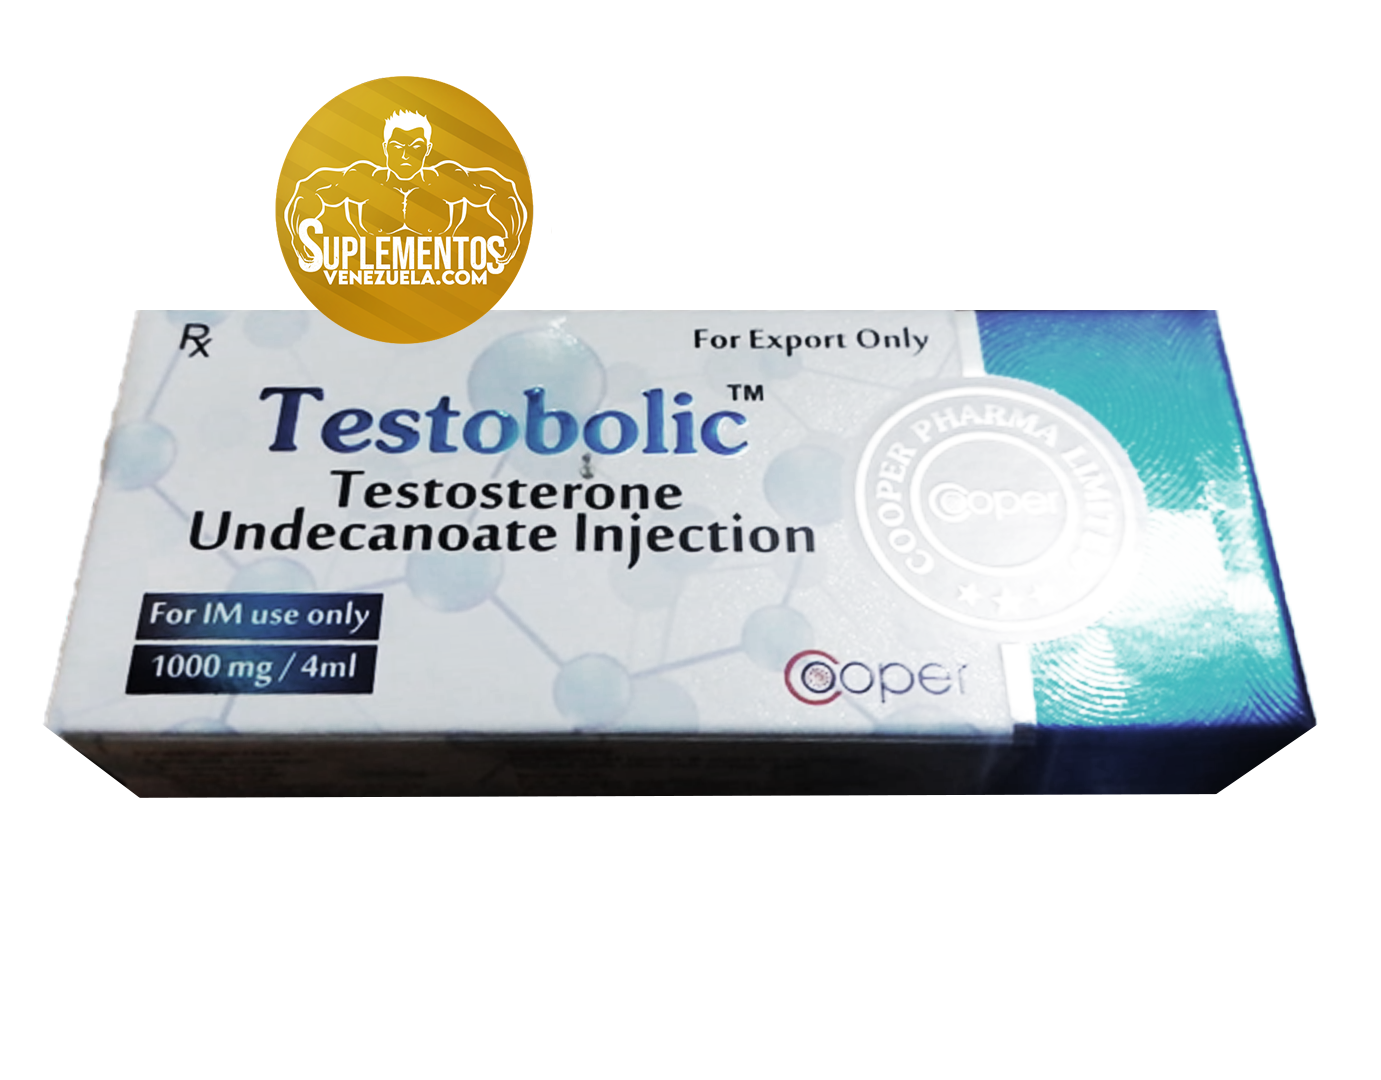 SUPLEMENTOS
VENEZUELA.COM
Rx
For Export Only
Testobolic™
Testosterone
Undecanoate Injection
For IM use only
1000 mg / 4ml
Cooper
COOPER PHARMA
Cooper